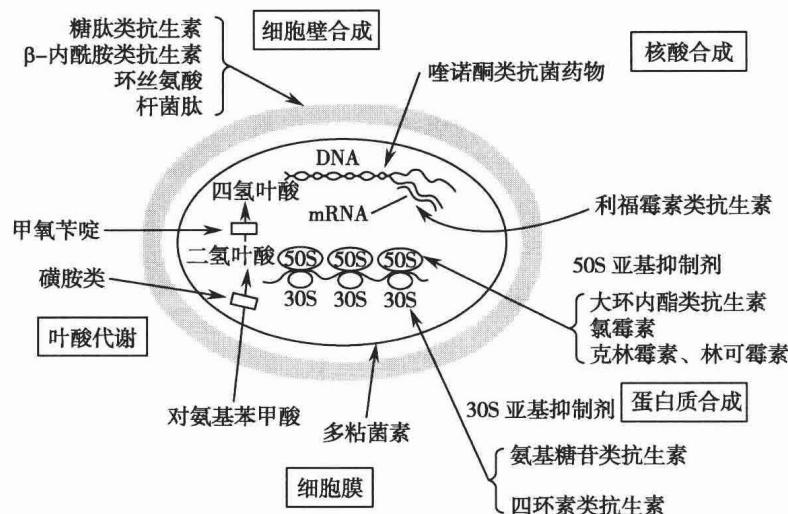 糖肽类抗生素
β-内酰胺类抗生素
环丝氨酸
杆菌肽
细胞壁合成
核酸合成
喹诺酮类抗菌药物
DNA
四氢叶酸
mRNA
利福霉素类抗生素
甲氧苄啶
二氢叶酸
50S 50S 50S
30S 30S 30S
50S 亚基抑制剂
磺胺类
大环内酯类抗生素
氯霉素
克林霉素、林可霉素
叶酸代谢
对氨基苯甲酸
多粘菌素
30S 亚基抑制剂
蛋白质合成
氨基糖苷类抗生素
细胞膜
四环素类抗生素